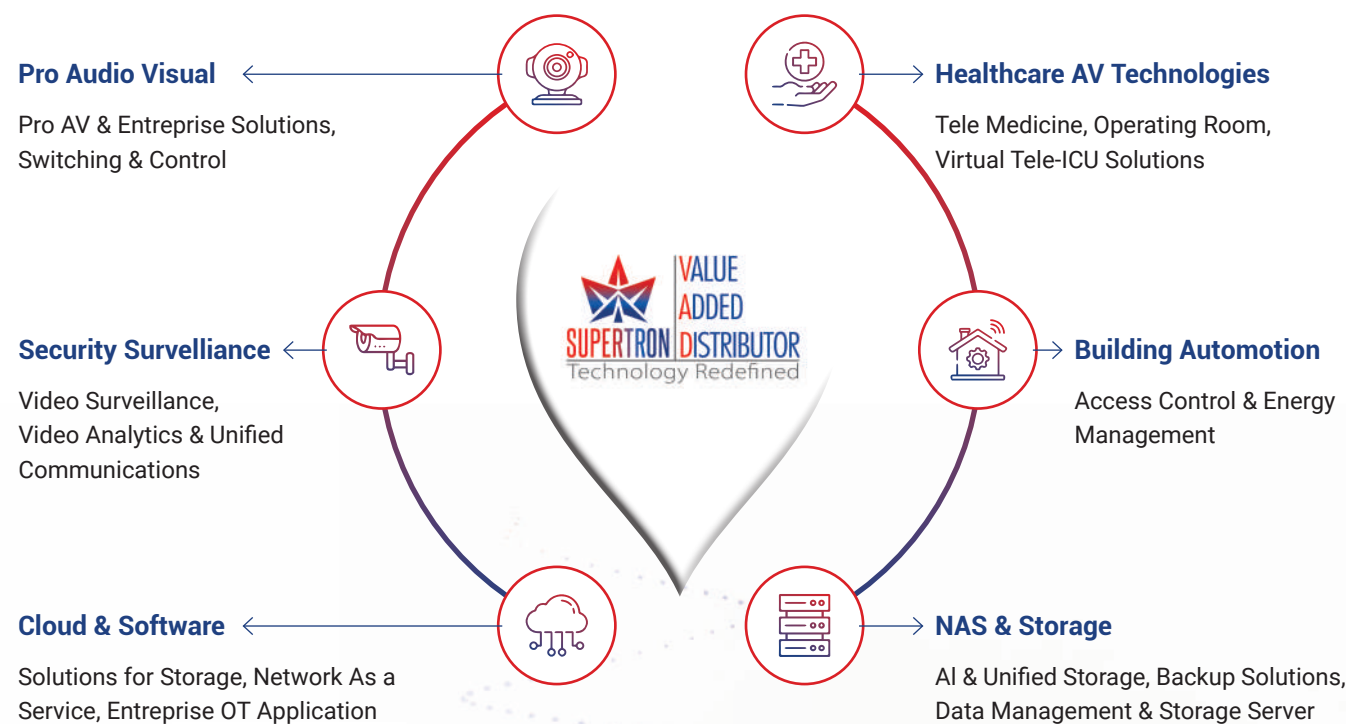 Pro Audio Visual
Pro AV & Entreprise Solutions,
Switching & Control
Healthcare AV Technologies
Tele Medicine, Operating Room,
Virtual Tele-ICU Solutions
VALUE
ADDED
SUPERTRON DISTRIBUTOR
Technology Redefined
Security Survelliance
Video Surveillance,
Video Analytics & Unified
Communications
Building Automotion
Access Control & Energy
Management
Cloud & Software
Solutions for Storage, Network As a
Service, Entreprise OT Application
NAS & Storage
Al & Unified Storage, Backup Solutions,
Data Management & Storage Server